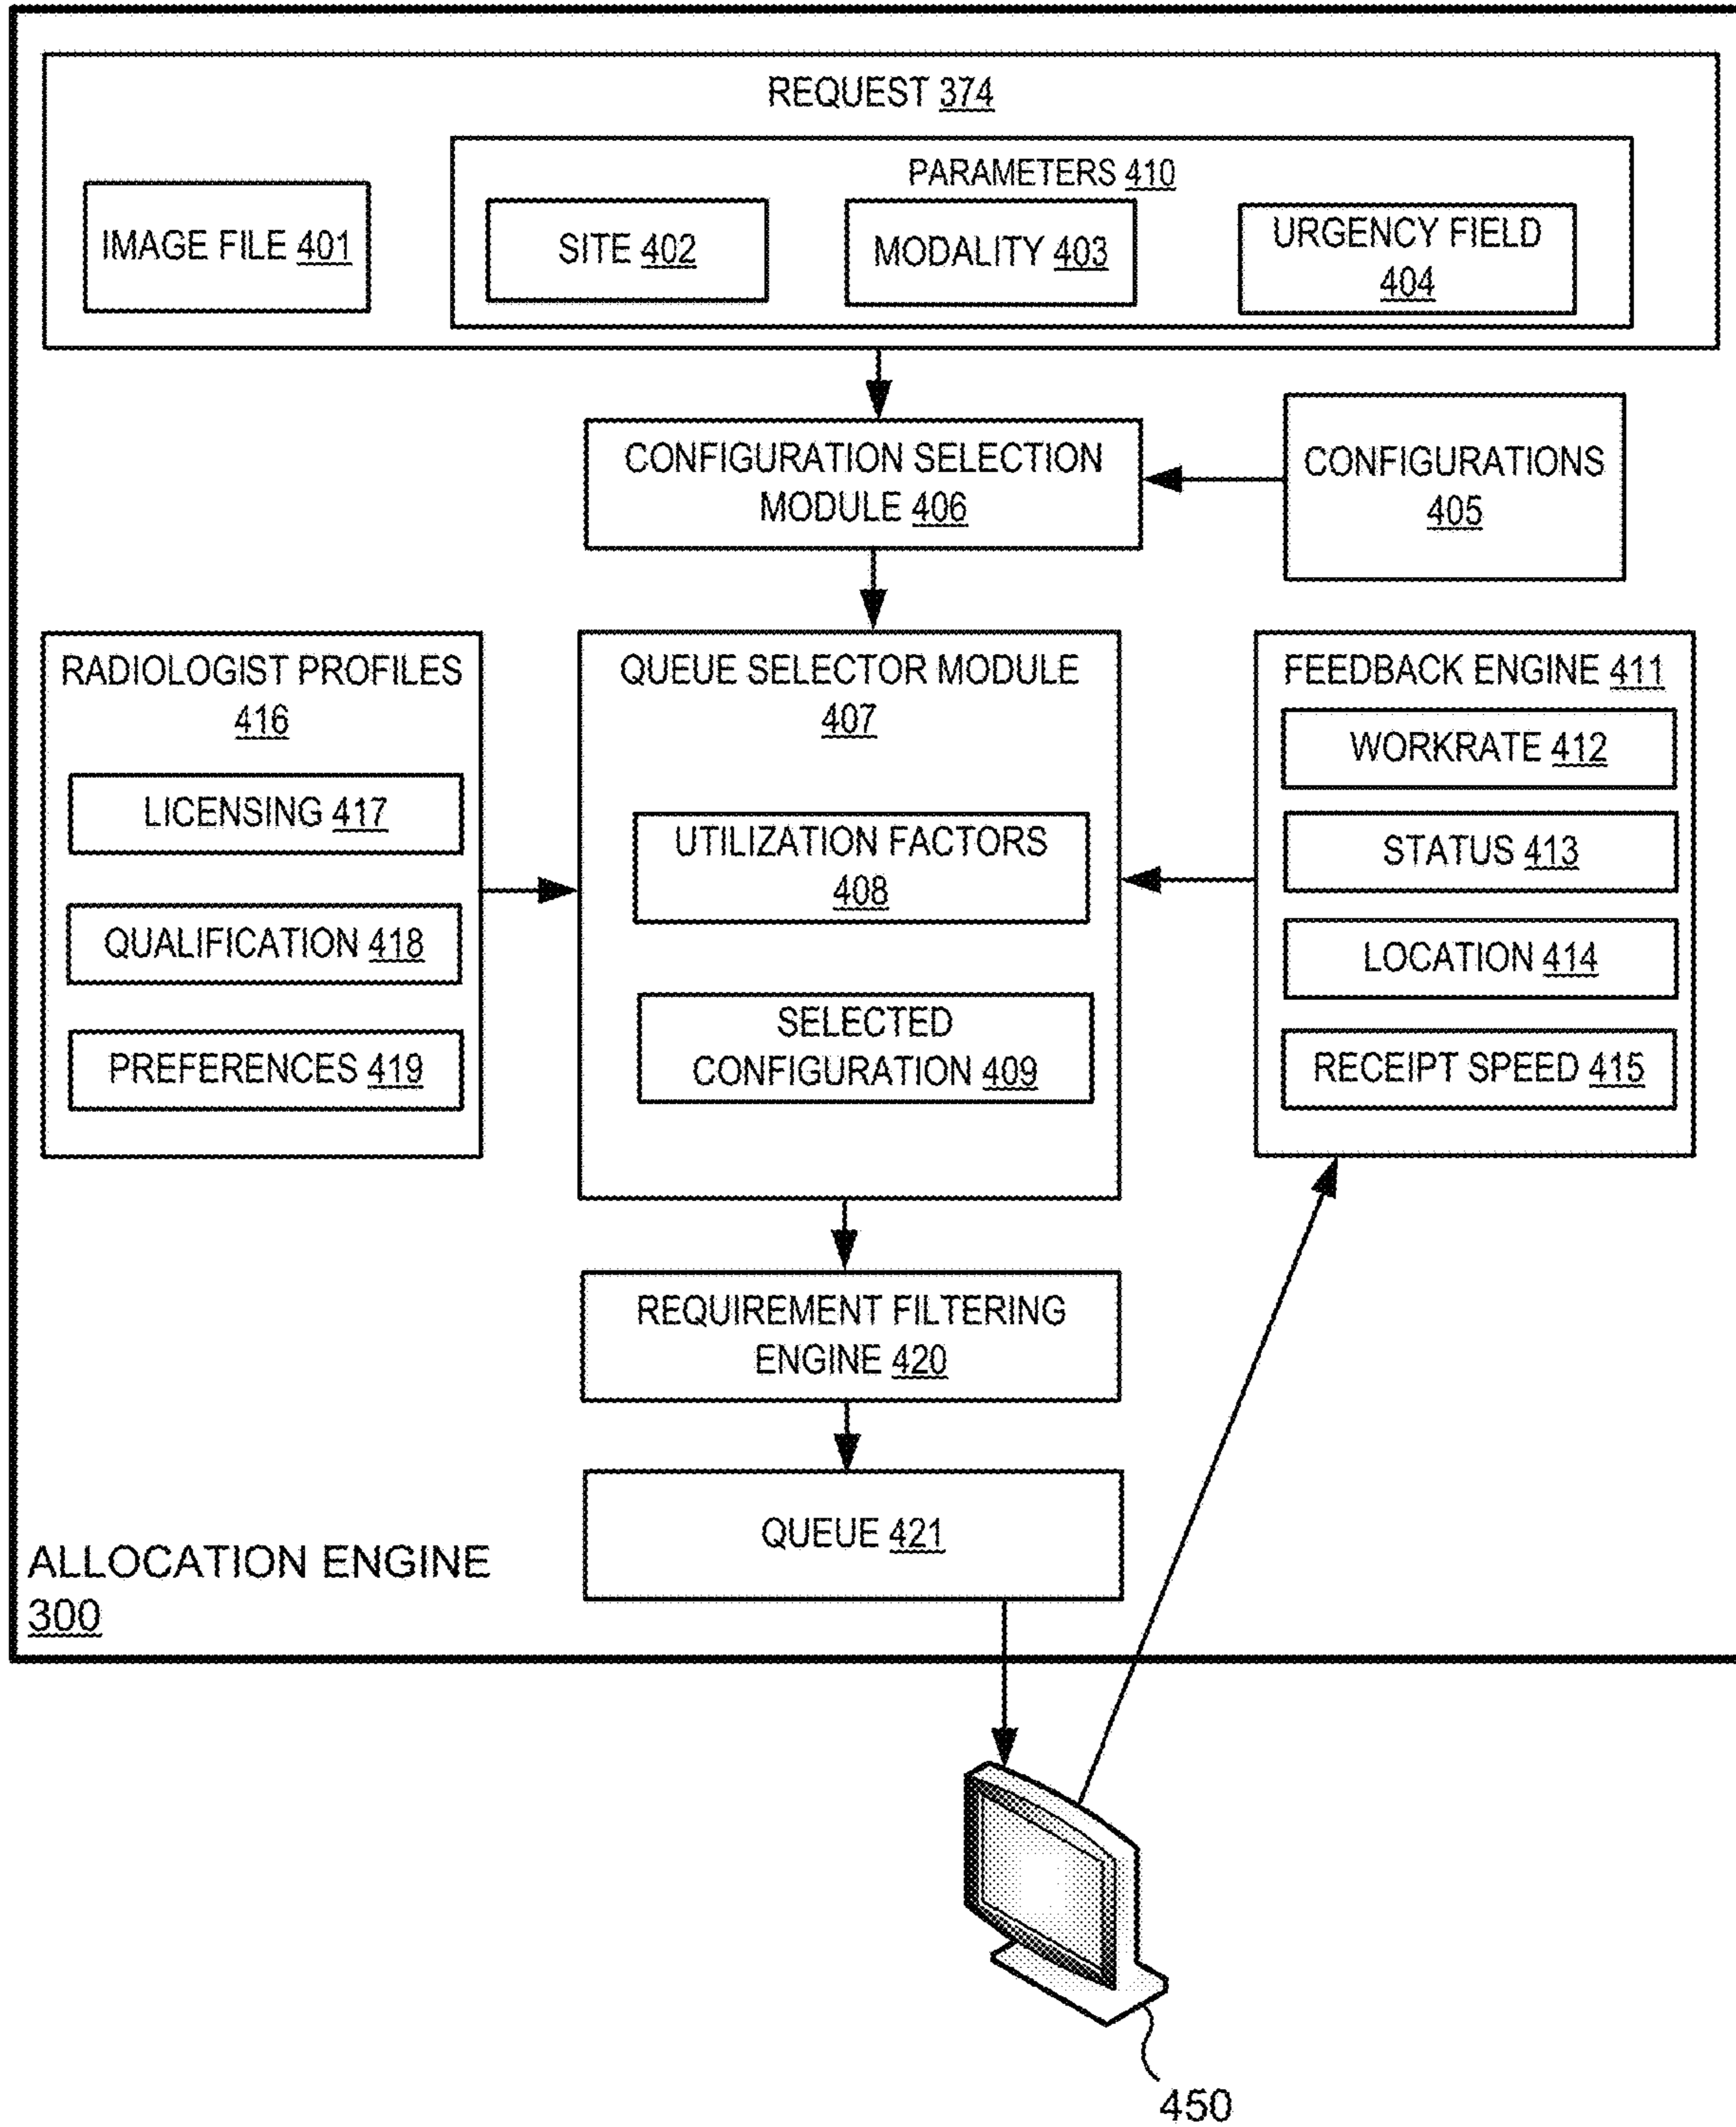 REQUEST 374
PARAMETERS 410
IMAGE FILE 401
SITE 402
MODALITY 403
URGENCY FIELD
404
CONFIGURATION SELECTION
MODULE 406
CONFIGURATIONS
405
RADIOLOGIST PROFILES
416
LICENSING 417
QUALIFICATION 418
PREFERENCES 419
QUEUE SELECTOR MODULE
407
UTILIZATION FACTORS
408
SELECTED
CONFIGURATION 409
FEEDBACK ENGINE 411
WORKRATE 412
STATUS 413
LOCATION 414
RECEIPT SPEED 415
REQUIREMENT FILTERING
ENGINE 420
QUEUE 421
ALLOCATION ENGINE
300
450